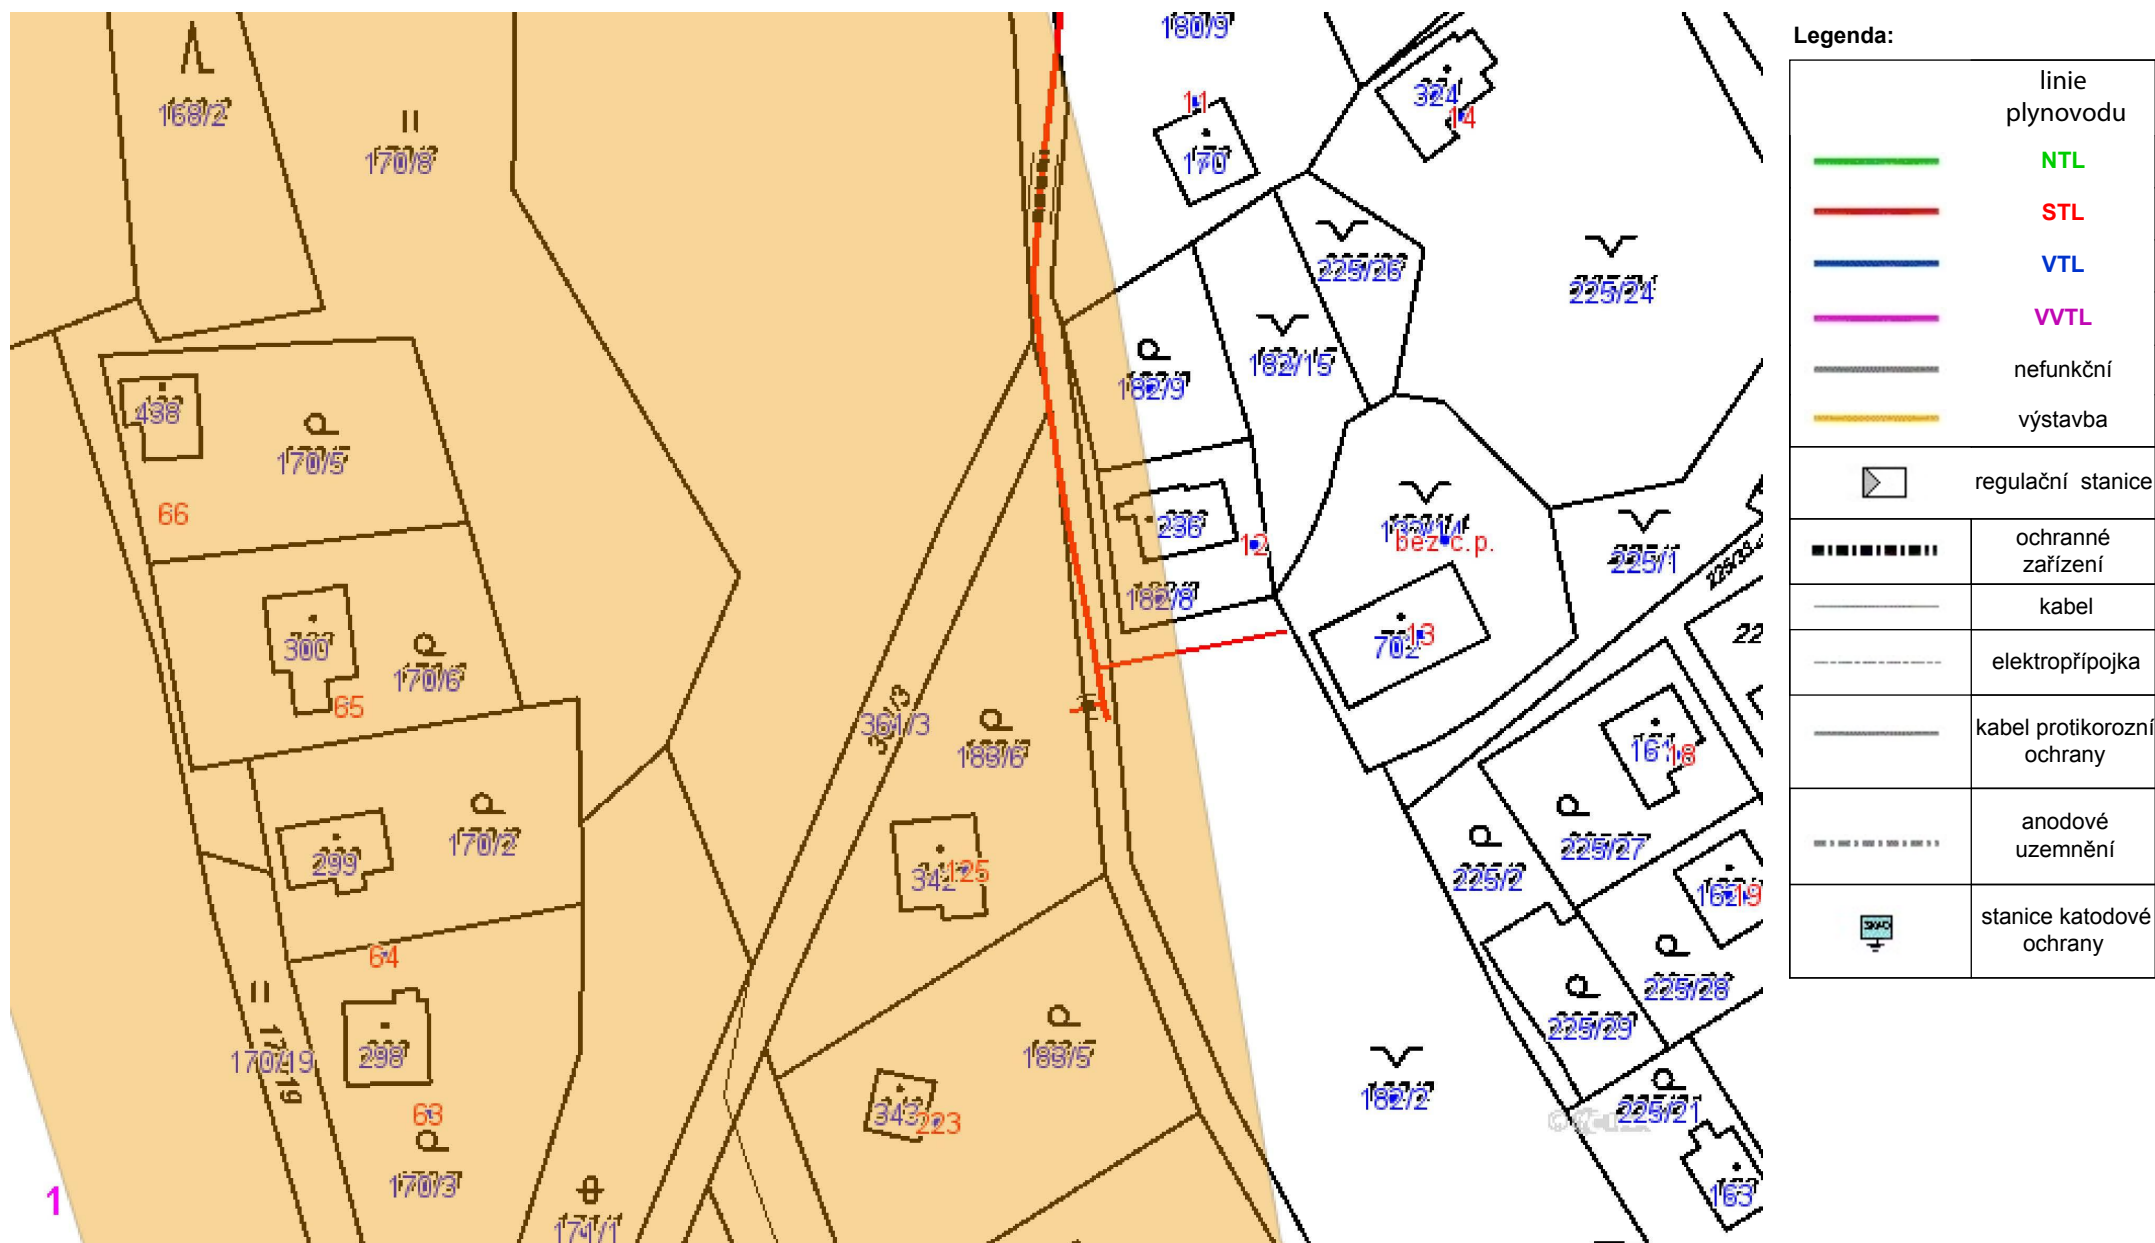 180/9
Legenda:
linie
plynovodu
NTL
STL
VTL
VVTL
nefunkční
výstavba
regulační stanice
ochranné
zařízení
kabel
elektropřípojka
kabel protikorozní
ochrany
anodové
uzemnění
stanice katodové
ochrany
168/2
170/8
11
170
324
14
225/26
225/24
182/9
182/15
438
170/5
66
236
12
182/8
bez č.p.
225/1
300
170/6
65
702
13
22
361/3
361/3
183/6
161
18
299
170/2
342
125
225/27
225/2
162
19
64
225/28
298
170/19
183/5
225/29
63
343
223
182/2
225/21
170/3
163
1
171/1